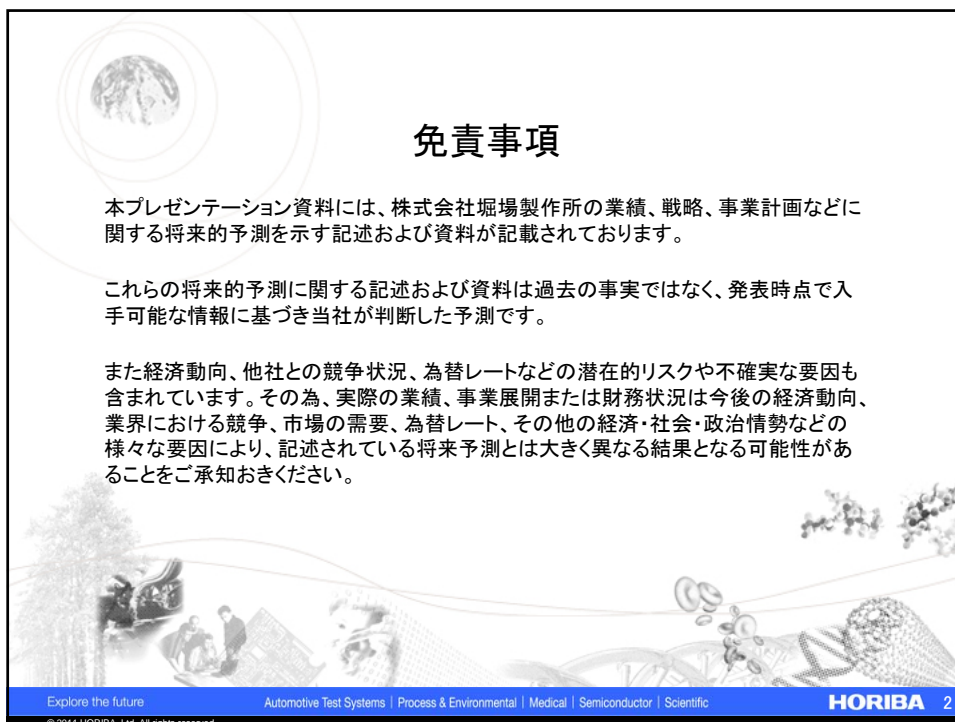 免責事項
本プレゼンテーション資料には、株式会社堀場製作所の業績、戦略、事業計画などに
関する将来的予測を示す記述および資料が記載されております。
これらの将来的予測に関する記述および資料は過去の事実ではなく、発表時点で入
手可能な情報に基づき当社が判断した予測です。
また経済動向、他社との競争状況、為替レートなどの潜在的リスクや不確実な要因も
含まれています。その為、実際の業績、事業展開または財務状況は今後の経済動向、
業界における競争、市場の需要、為替レート、その他の経済・社会・政治情勢などの
様々な要因により、記述されている将来予測とは大きく異なる結果となる可能性があ
ることをご承知おきください。
Explore the future Automotive Test Systems | Process & Environmental | Medical | Semiconductor | Scientific HORIBA 2
© 2011 HORIBA, Ltd. All rights reserved.